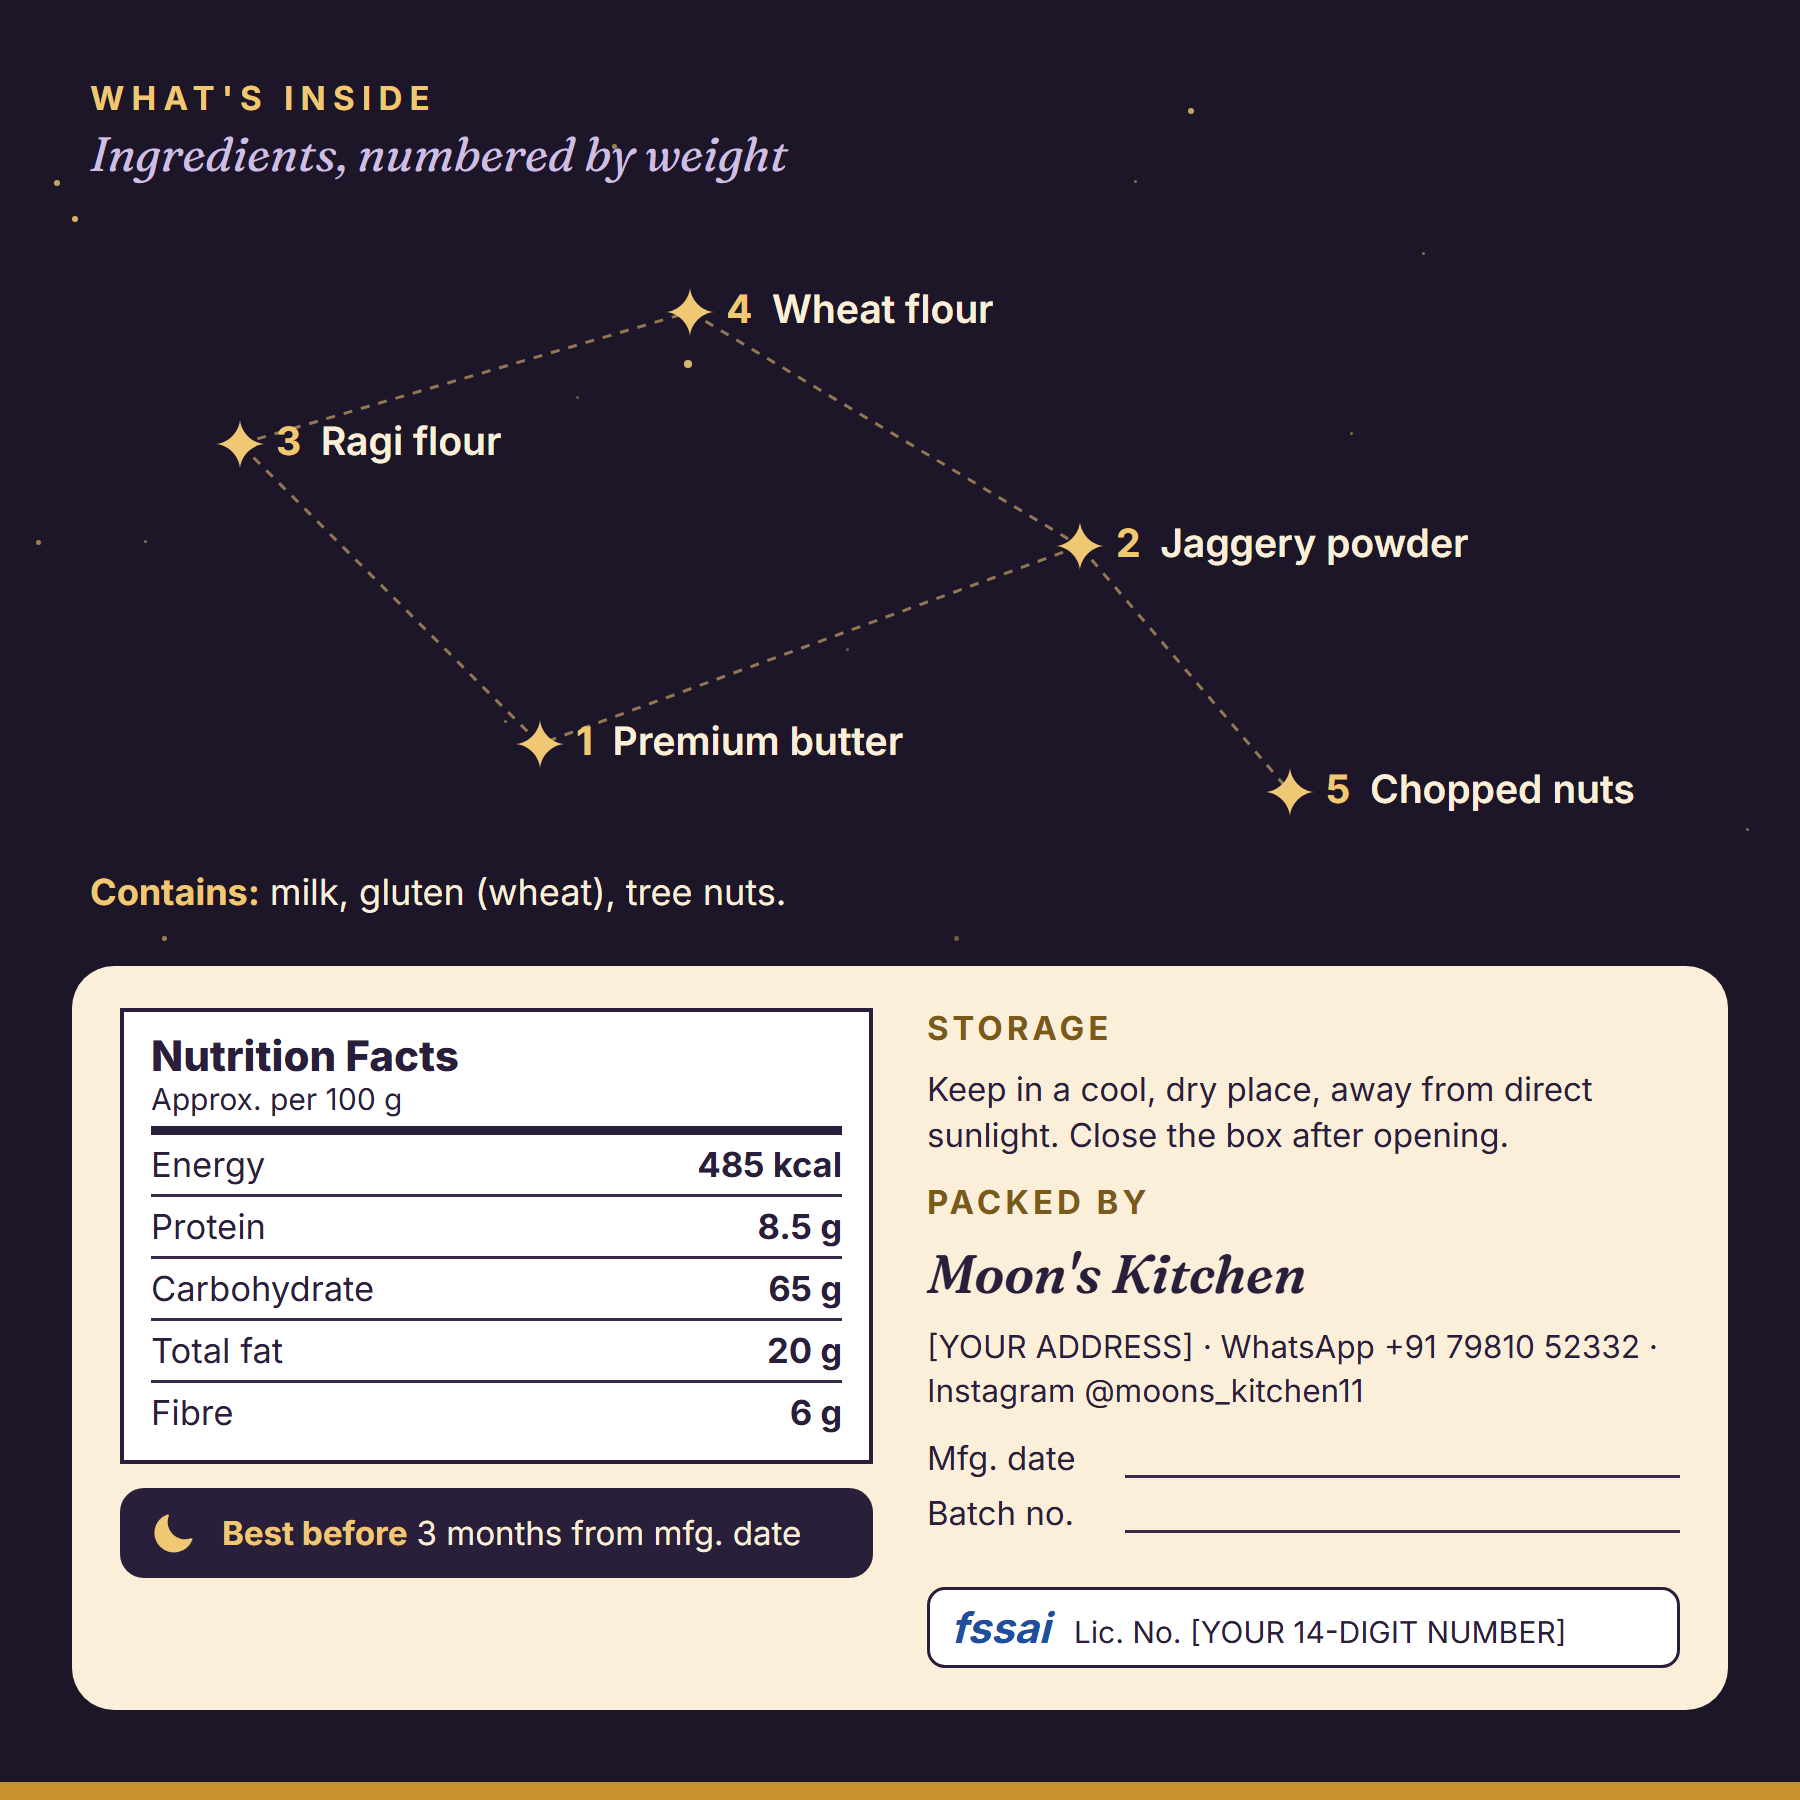 WHAT'S INSIDE
Ingredients, numbered by weight
4 Wheat flour
3 Ragi flour
2 Jaggery powder
1 Premium butter
5 Chopped nuts
Contains: milk, gluten (wheat), tree nuts.
Nutrition Facts
Approx. per 100 g
Energy 485 kcal
Protein 8.5 g
Carbohydrate 65 g
Total fat 20 g
Fibre 6 g
Best before 3 months from mfg. date
STORAGE
Keep in a cool, dry place, away from direct
sunlight. Close the box after opening.
PACKED BY
Moon's Kitchen
[YOUR ADDRESS] · WhatsApp +91 79810 52332 ·
Instagram @moons_kitchen11
Mfg. date
Batch no.
fssai Lic. No. [YOUR 14-DIGIT NUMBER]